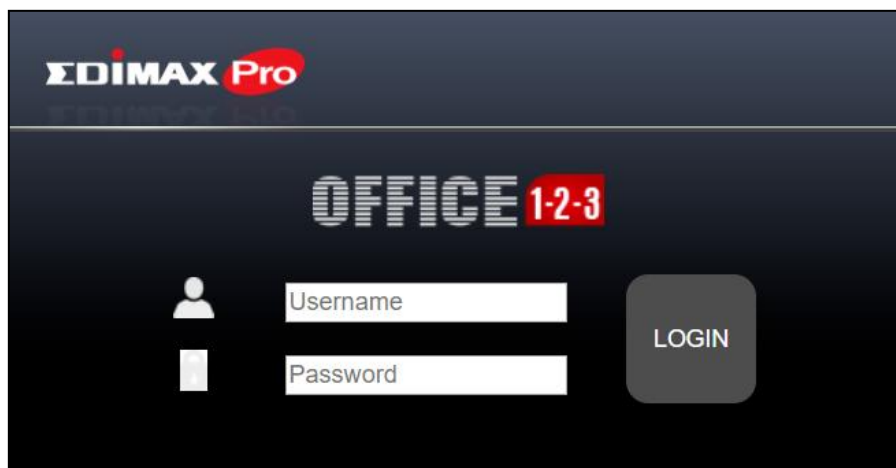 EDIMAX Pro
OFFICE 1-2-3
Username
LOGIN
Password